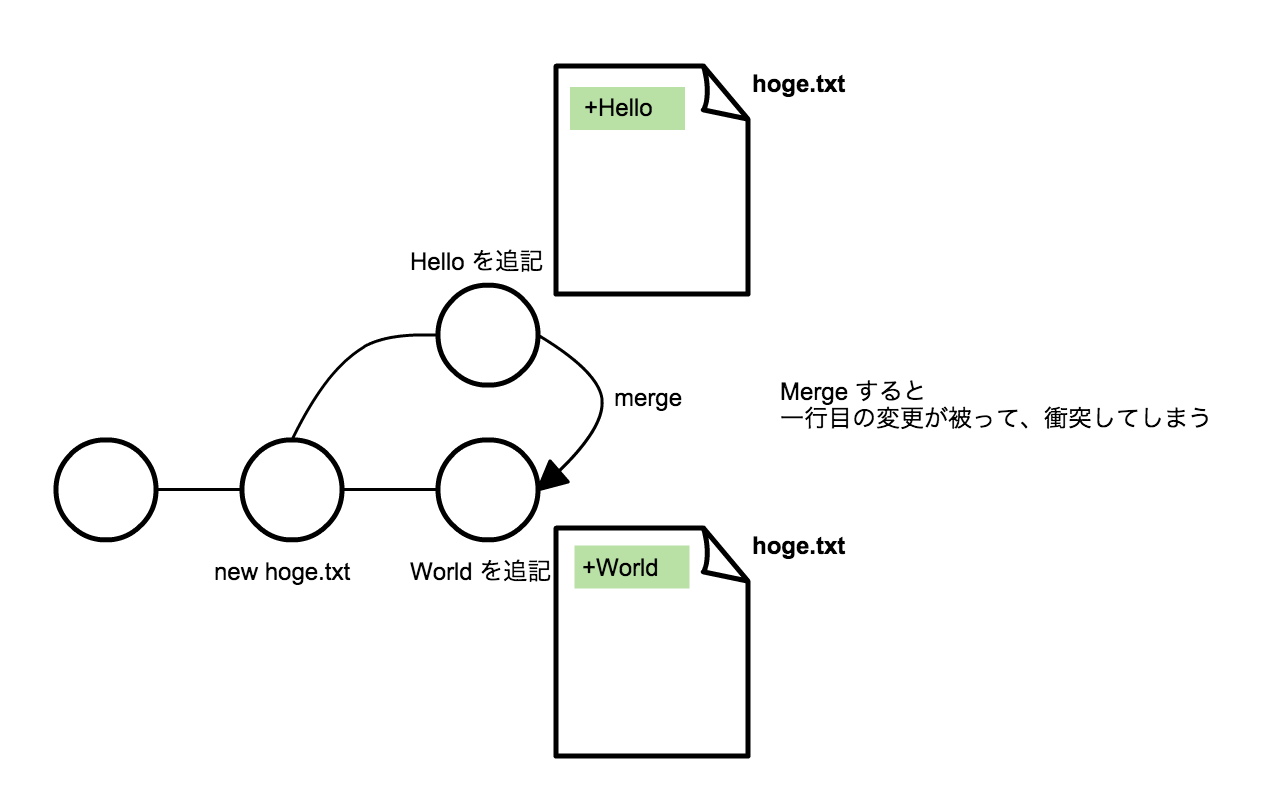 hoge.txt
+Hello
Hello を追記
merge
Merge すると
一行目の変更が被って、衝突してしまう
new hoge.txt
World を追記
hoge.txt
+World